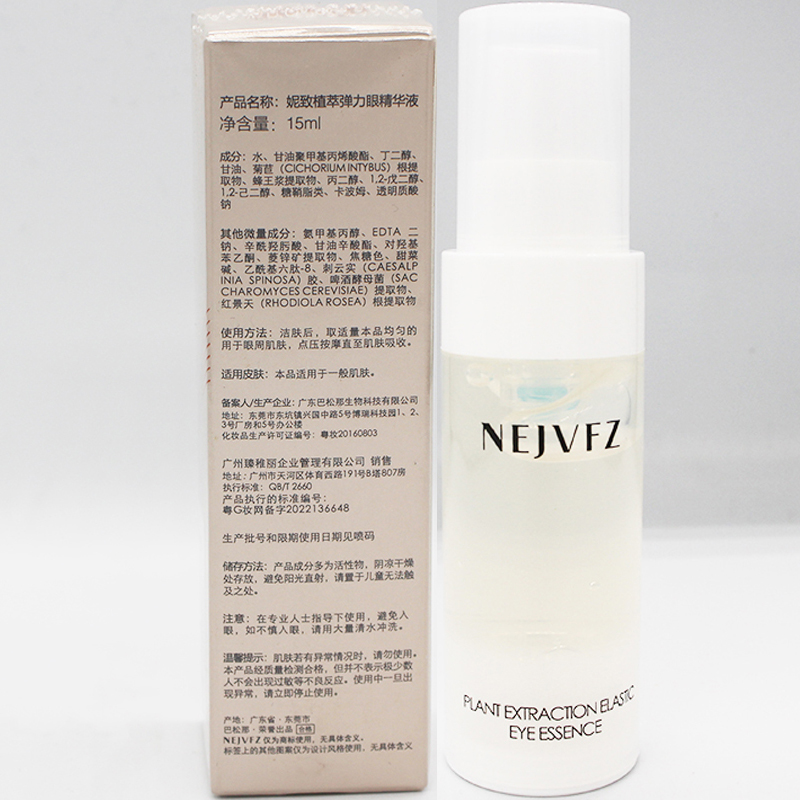 产品名称：妮致植萃弹力眼精华液
净含量：15ml
成分：水、甘油聚甲基丙烯酸酯、丁二醇、
甘油、菊苣（CICHORIUM INTYBUS）根提
取物、蜂王浆提取物、丙二醇、1,2-戊二醇、
1,2-己二醇、糖鞘脂类、卡波姆、透明质酸
钠
其他微量成分：氨甲基丙醇、EDTA 二
钠、辛酰羟肟酸、甘油辛酸酯、对羟基
苯乙酮、菱锌矿提取物、焦糖色、甜菜
碱、乙酰基六肽-8、刺云实（CAESALP
INIA SPINOSA）胶、啤酒酵母菌（SAC
CHAROMYCES CEREVISIAE）提取物、
红景天（RHODIOLA ROSEA）根提取物
使用方法：洁肤后，取适量本品均匀的
用于眼周肌肤，点压按摩直至肌肤吸收。
适用皮肤：本品适用于一般肌肤。
备案人/生产企业：广东巴松那生物科技有限公司
地址：东莞市东坑镇兴国中路5号博瑞科技园1、2、
3号厂房和5号办公楼
化妆品生产许可证编号：粤妆20160803
广州臻稚丽企业管理有限公司 销售
地址：广州市天河区体育西路191号B塔807房
执行标准：QB/T 2660
产品执行的标准编号：
粤G妆网备字2022136648
生产批号和限期使用日期见喷码
储存方法：产品成分多为活性物，阴凉干燥
处存放，避免阳光直射，请置于儿童无法触
及之处。
注意：在专业人士指导下使用，避免入
眼，如不慎入眼，请用大量清水冲洗。
温馨提示：肌肤若有异常情况时，请勿使用。
本产品经质量检测合格，但并不表示极少数
人不会出现过敏等不良反应。使用中一旦出
现异常，请立即停止使用。
产地：广东省·东莞市
巴松那·荣誉出品 合格
NEJVFZ 仅为商标使用，无具体含义。
标签上的其他图案仅为设计风格使用，无具体含义
NEJVFZ
PLANT EXTRACTION ELASTIC
EYE ESSENCE